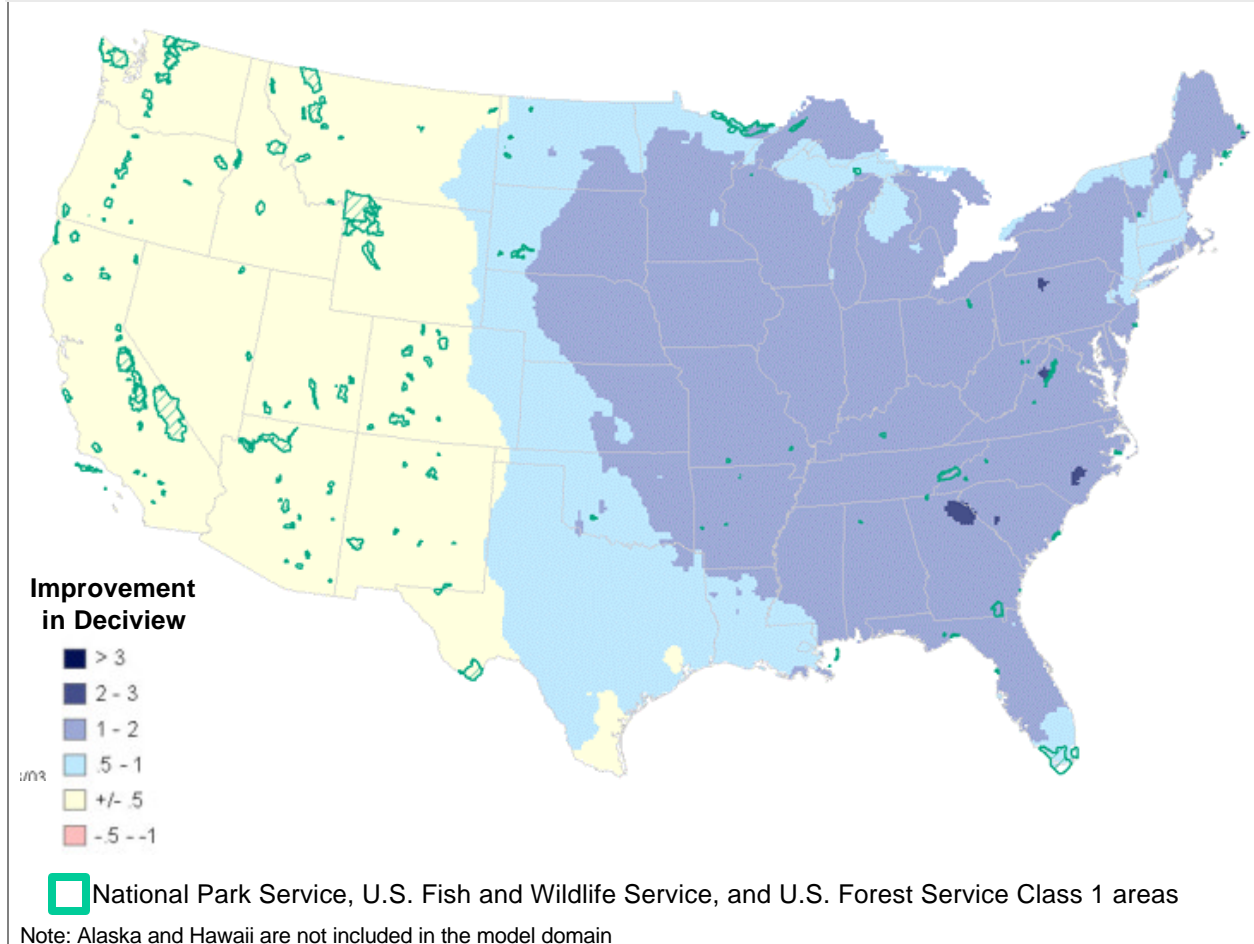 Improvement
in Deciview
> 3
2 - 3
1 - 2
.5 - 1
+/- .5
-.5 - -1
/03
National Park Service, U.S. Fish and Wildlife Service, and U.S. Forest Service Class 1 areas
Note: Alaska and Hawaii are not included in the model domain